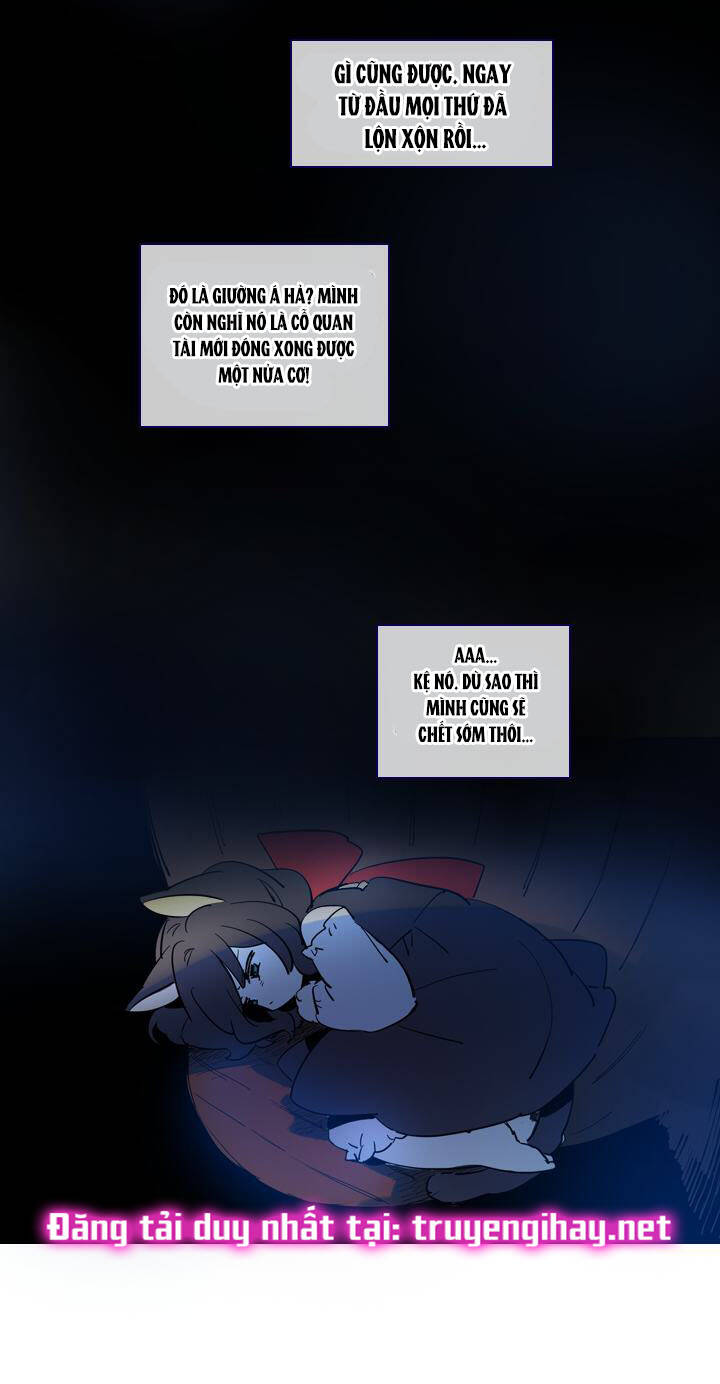 GÌ CŨNG ĐƯỢC. NGAY
TỪ ĐẦU MỌI THỨ ĐÃ
LỘN XỘN RỒI...
ĐÓ LÀ GIƯỜNG Á HẢ? MÌNH
CÒN NGHĨ NÓ LÀ CỖ QUAN
TÀI MỚI ĐÓNG XONG ĐƯỢC
MỘT NỬA CƠ!
AAA...
KỆ NÓ. DÙ SAO THÌ
MÌNH CŨNG SẼ
CHẾT SỚM THÔI...
Đăng tải duy nhất tại: truyengihay.net